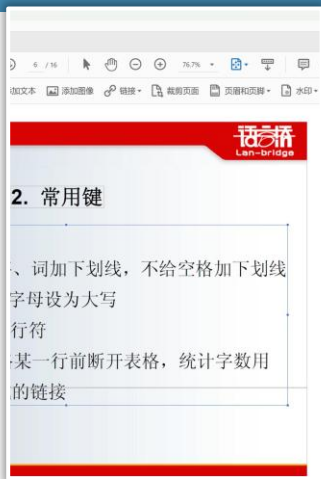 6 / 16 76.7%
加文本 添加图像 链接 裁剪页面 页眉和页脚 水印
语言桥
Lan-bridge
2. 常用键
、词加下划线，不给空格加下划线
字母设为大写
行符
某一行前断开表格，统计字数用
的链接